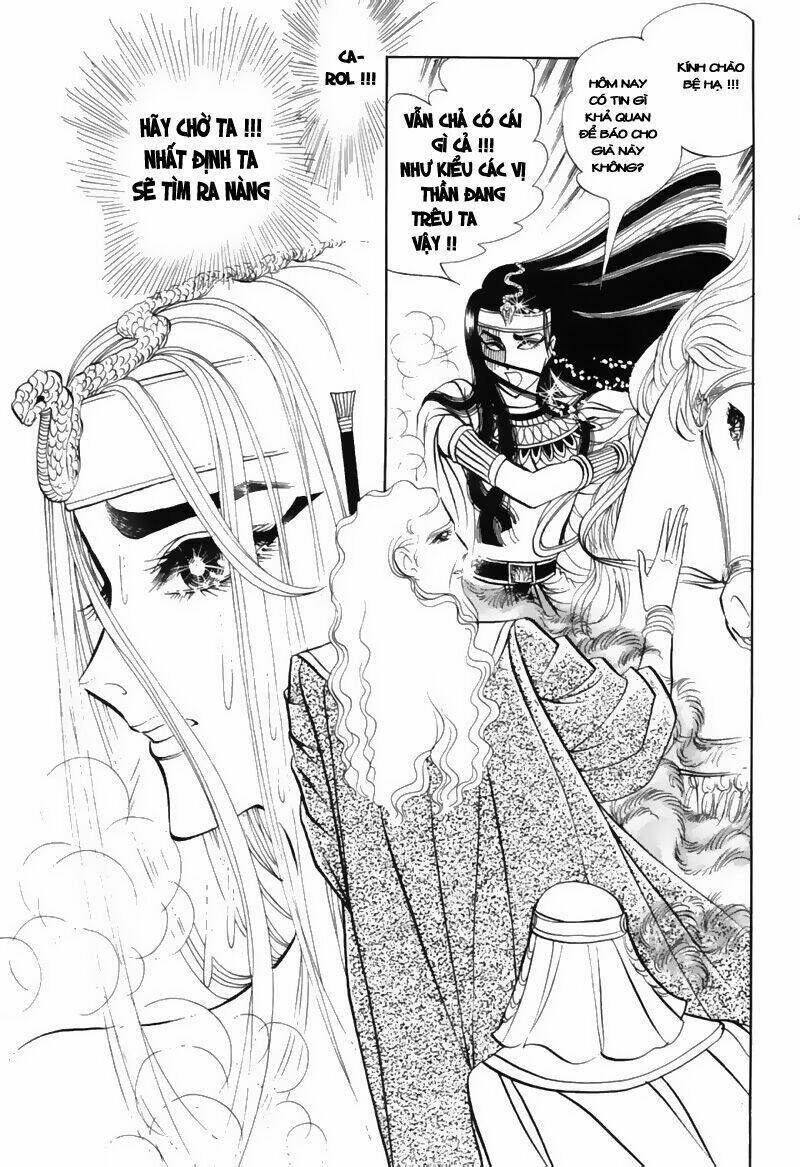 KÍNH CHÀO
BỆ HẠ !!!
HÔM NAY
CÓ TIN GÌ
KHẢ QUAN
ĐỂ BÁO CHO
GIÀ NÀY
KHÔNG?
VẪN CHẢ CÓ CÁI
GÌ CẢ !!!
NHƯ KIỂU CÁC VỊ
THẦN ĐANG
TRÊU TA
VẬY !!
CA-
ROL !!!
HÃY CHỜ TA !!!
NHẤT ĐỊNH TA
SẼ TÌM RA NÀNG